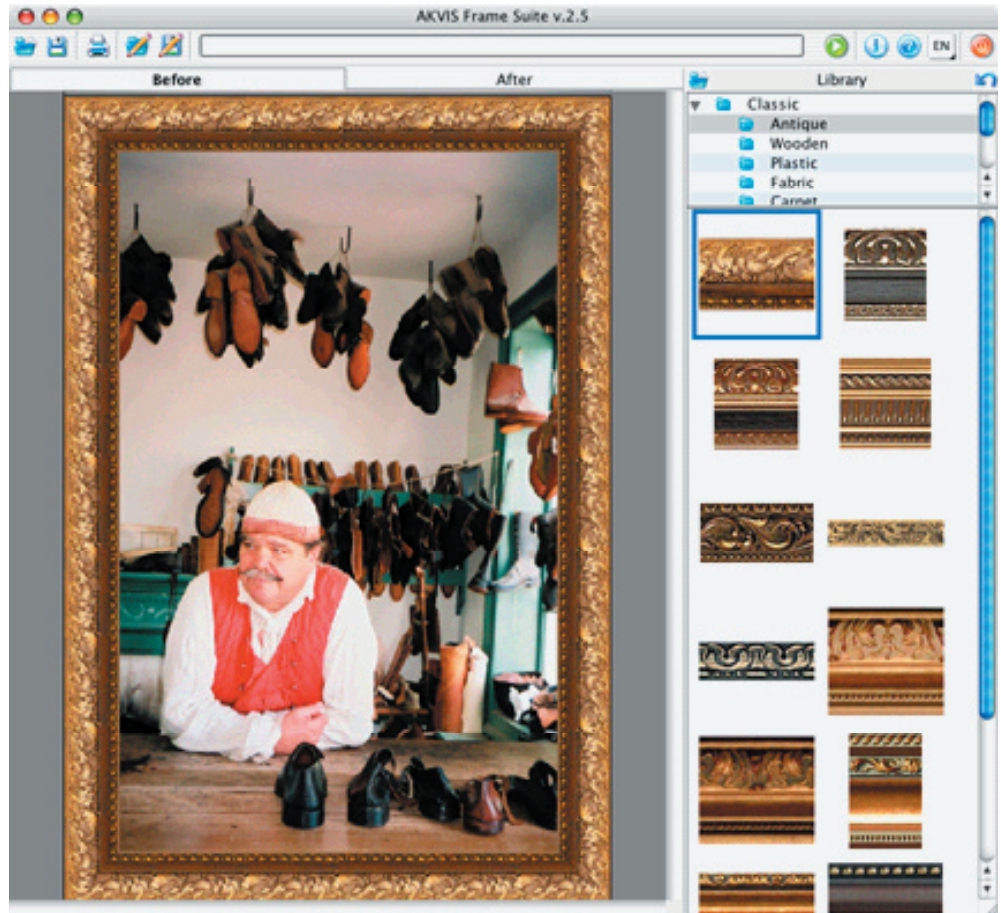 AKVIS Frame Suite v.2.5
EN
Before
After
Library
Classic
Antique
Wooden
Plastic
Fabric
Carpet